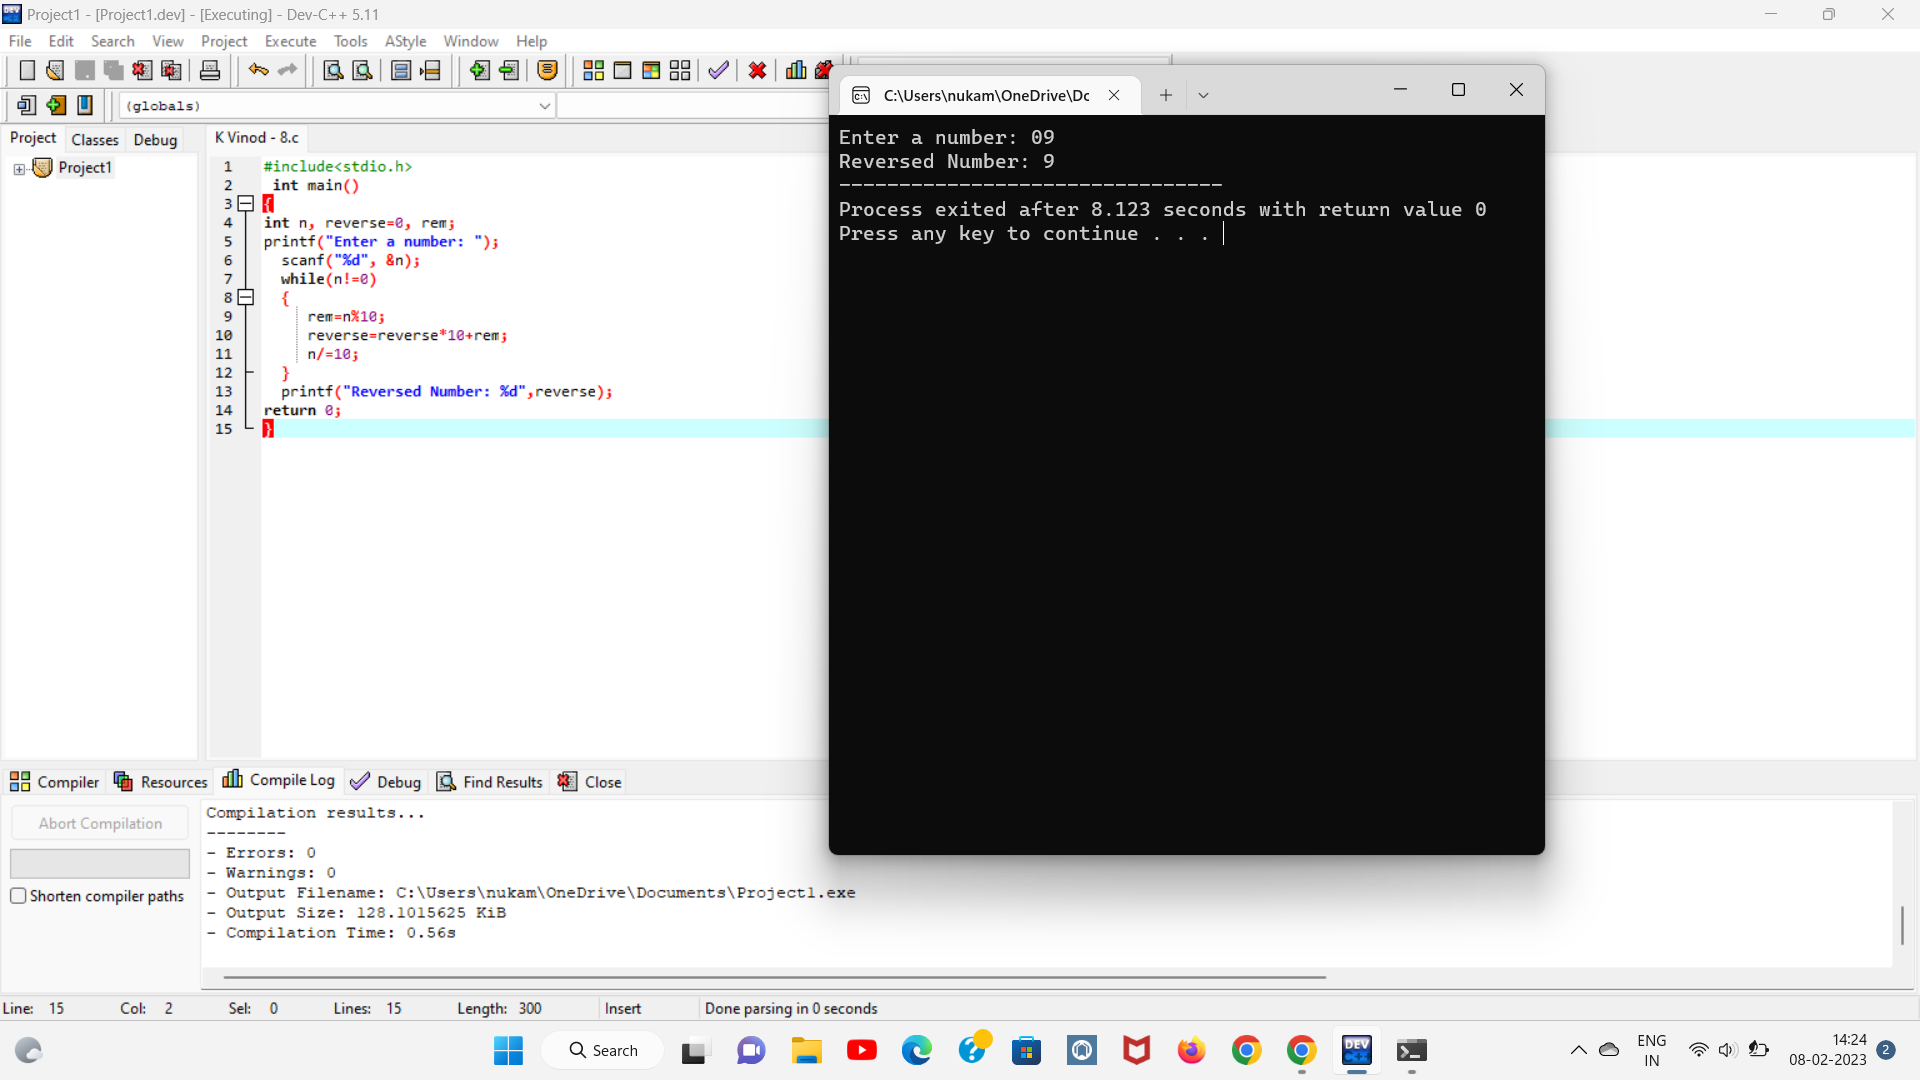 Project1 - [Project1.dev] - [Executing] - Dev-C++ 5.11
File Edit Search View Project Execute Tools AStyle Window Help
(globals)
Project Classes Debug
Project1
K Vinod - 8.c
1 #include<stdio.h>
2 int main()
3 {
4 int n, reverse=0, rem;
5 printf("Enter a number: ");
6 scanf("%d", &n);
7 while(n!=0)
8 {
9 rem=n%10;
10 reverse=reverse*10+rem;
11 n/=10;
12 }
13 printf("Reversed Number: %d",reverse);
14 return 0;
15 }
C:\Users\nukam\OneDrive\Dc
Enter a number: 09
Reversed Number: 9
--------------------------------
Process exited after 8.123 seconds with return value 0
Press any key to continue . . .
Compiler Resources Compile Log Debug Find Results Close
Abort Compilation
Shorten compiler paths
Compilation results...
--------
- Errors: 0
- Warnings: 0
- Output Filename: C:\Users\nukam\OneDrive\Documents\Project1.exe
- Output Size: 128.1015625 KiB
- Compilation Time: 0.56s
Line: 15 Col: 2 Sel: 0 Lines: 15 Length: 300 Insert Done parsing in 0 seconds
Search
DEV
C++
ENG
IN
14:24
08-02-2023
2